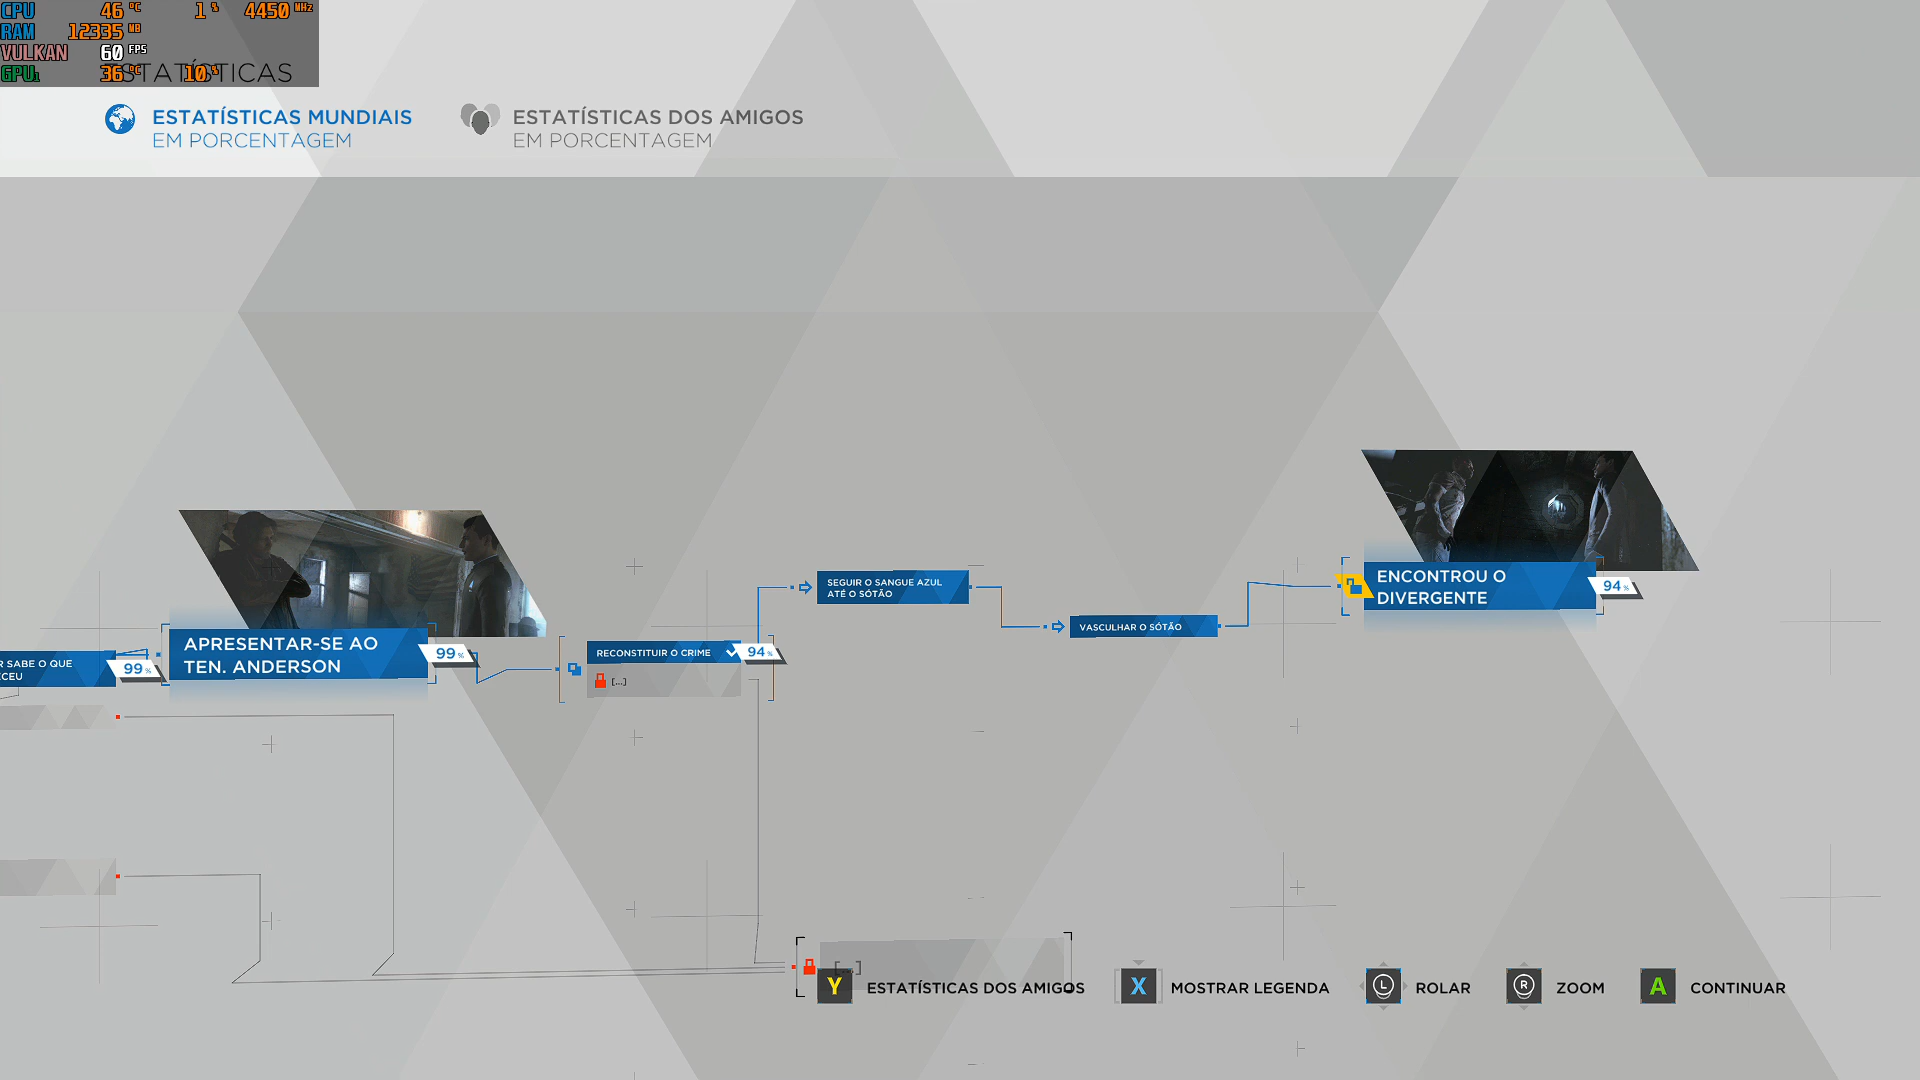 CPU 46 °C 1 % 4450 MHz
RAM 12335 MB
VULKAN 60 FPS
GPU1 36 °C 10 %
ESTATÍSTICAS
ESTATÍSTICAS MUNDIAIS
EM PORCENTAGEM
ESTATÍSTICAS DOS AMIGOS
EM PORCENTAGEM
R SABE O QUE
CEU
99%
APRESENTAR-SE AO
TEN. ANDERSON
99%
RECONSTITUIR O CRIME
94%
[...]
SEGUIR O SANGUE AZUL
ATÉ O SÓTÃO
VASCULHAR O SÓTÃO
ENCONTROU O
DIVERGENTE
94%
[...]
Y ESTATÍSTICAS DOS AMIGOS
X MOSTRAR LEGENDA
L ROLAR
R ZOOM
A CONTINUAR